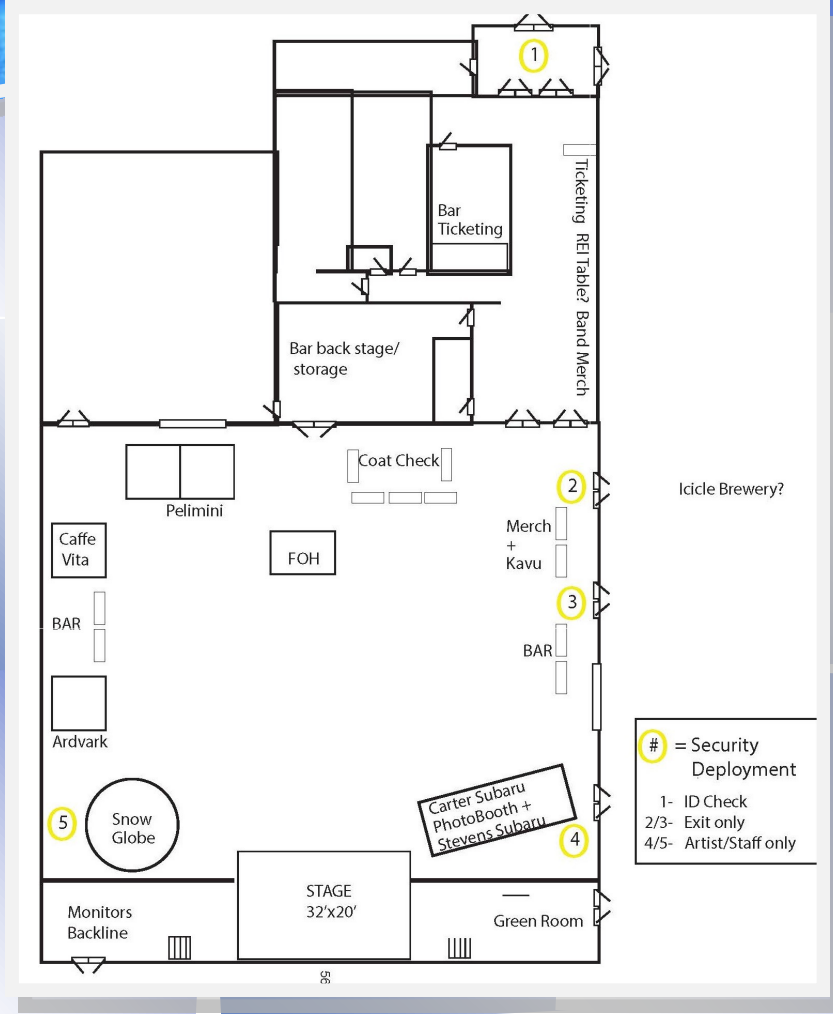 1
Bar
Ticketing
Ticketing REI Table? Band Merch
Bar back stage/
storage
Coat Check
Pelimini
2
Icicle Brewery?
Caffe
Vita
FOH
Merch
+
Kavu
3
BAR
BAR
Ardvark
# = Security
Deployment
1- ID Check
2/3- Exit only
4/5- Artist/Staff only
5
Snow
Globe
Carter Subaru
PhotoBooth +
Stevens Subaru
4
STAGE
32'x20'
Monitors
Backline
Green Room